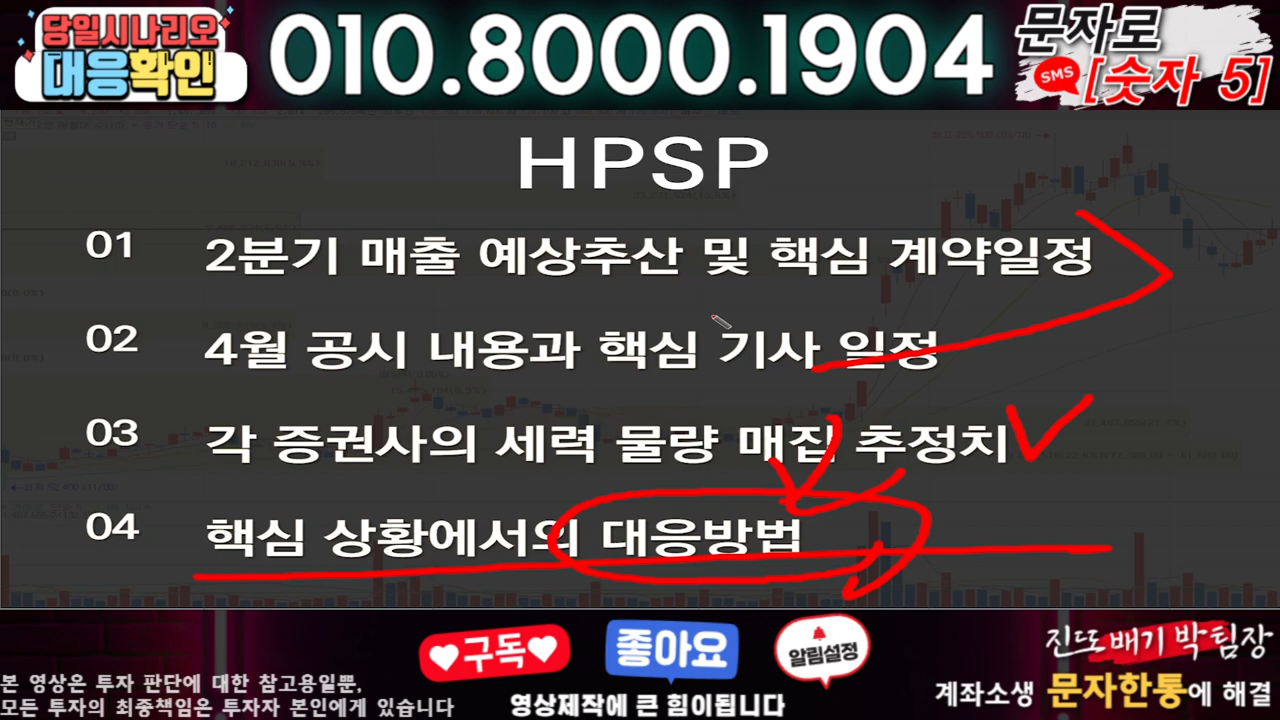 당일시나리오
대응확인
010.8000.1904
문자로
SMS [숫자 5]
HPSP
01 2분기 매출 예상추산 및 핵심 계약일정
02 4월 공시 내용과 핵심 기사 일정
03 각 증권사의 세력 물량 매집 추정치
04 핵심 상황에서의 대응방법
구독
좋아요
알림설정
영상제작에 큰 힘이됩니다
본 영상은 투자 판단에 대한 참고용일뿐,
모든 투자의 최종책임은 투자자 본인에게 있습니다
진또배기 박팀장
계좌소생 문자한통에 해결